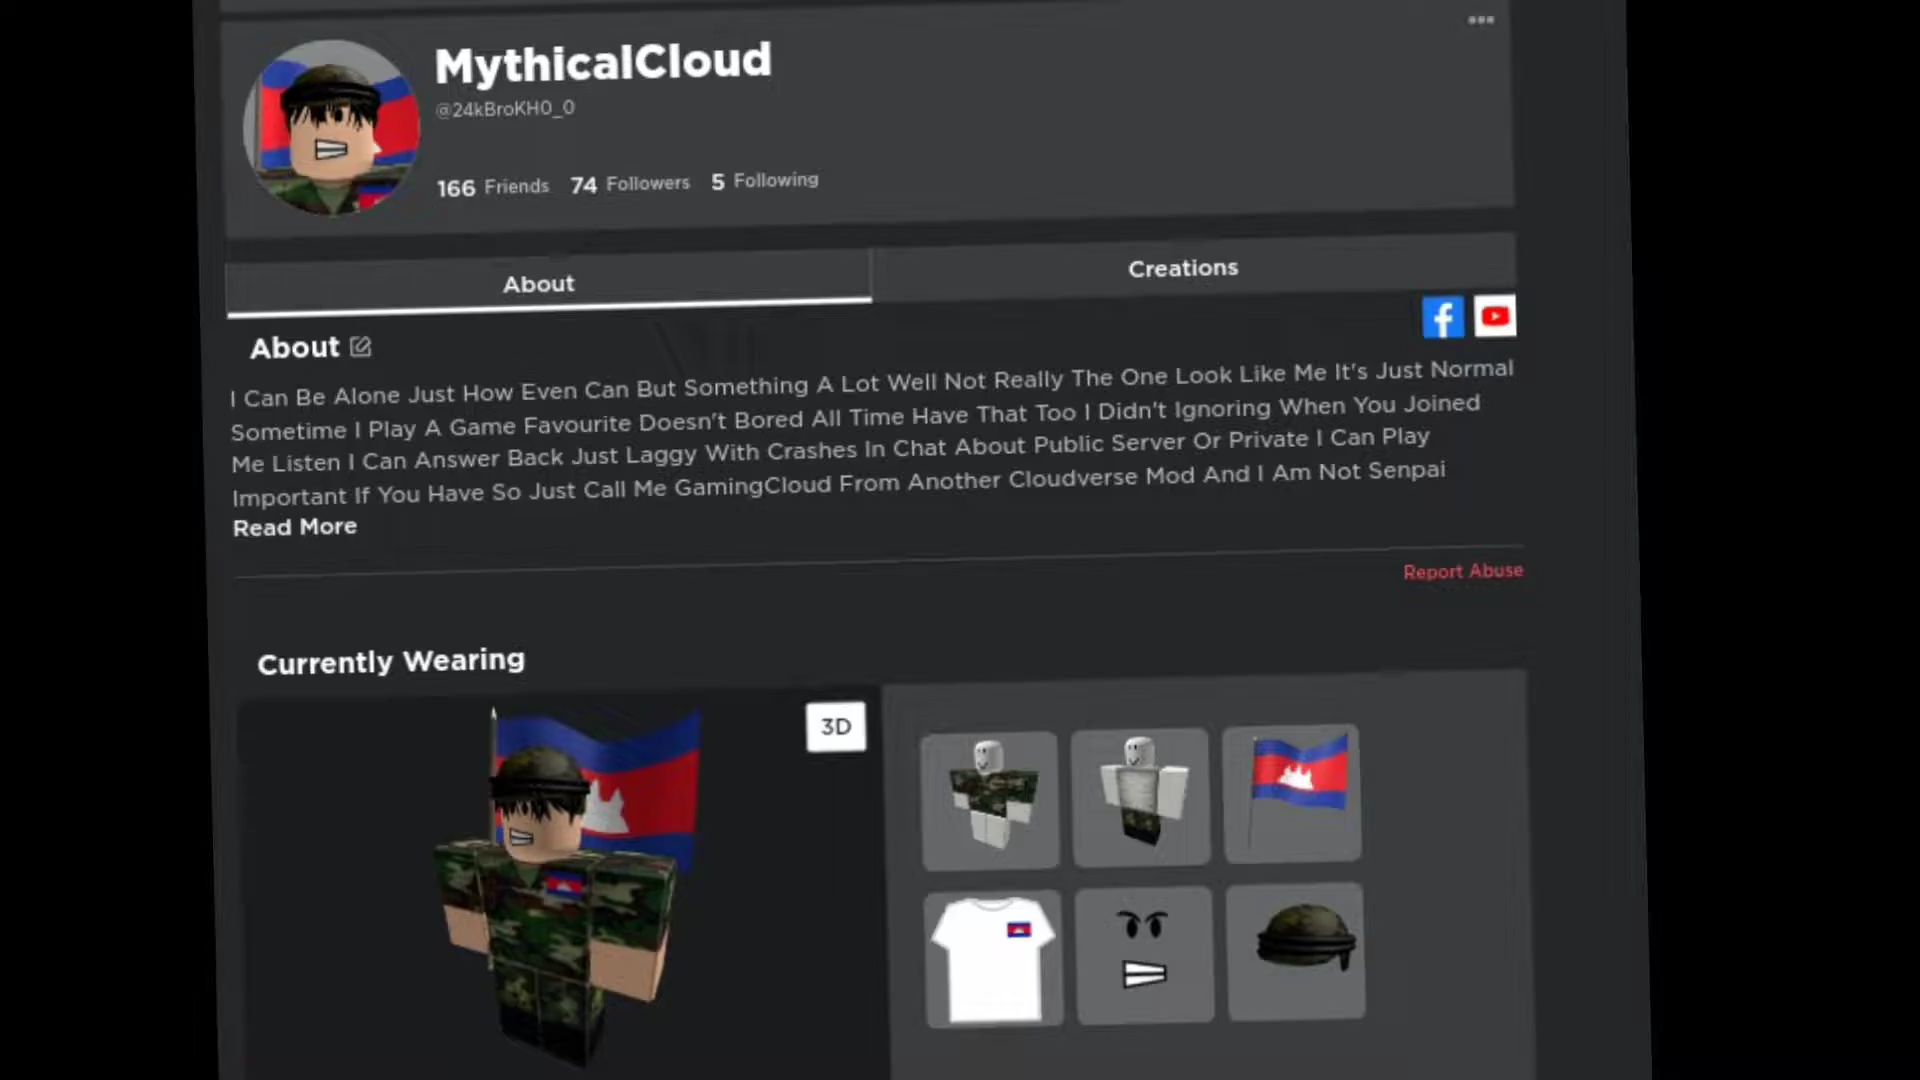 MythicalCloud
@24kBroKH0_0
166 Friends 74 Followers 5 Following
About
Creations
About
I Can Be Alone Just How Even Can But Something A Lot Well Not Really The One Look Like Me It's Just Normal
Sometime I Play A Game Favourite Doesn't Bored All Time Have That Too I Didn't Ignoring When You Joined
Me Listen I Can Answer Back Just Laggy With Crashes In Chat About Public Server Or Private I Can Play
Important If You Have So Just Call Me GamingCloud From Another Cloudverse Mod And I Am Not Senpai
Read More
Report Abuse
Currently Wearing
3D